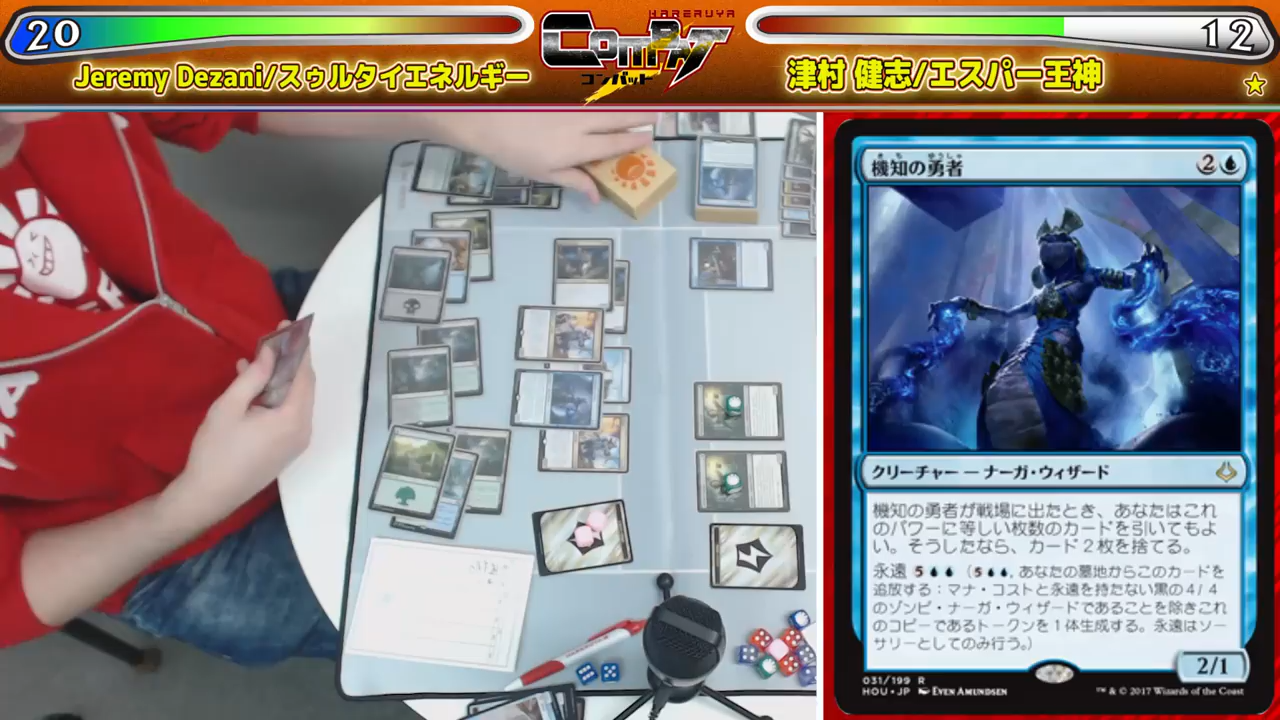 20
HARERUYA
COMBAT
コンバット
12
Jeremy Dezani/スゥルタイエネルギー
津村 健志/エスパー王神
きち ゆうしゃ
機知の勇者
2
クリーチャー — ナーガ・ウィザード
機知の勇者が戦場に出たとき、あなたはこれ
のパワーに等しい枚数のカードを引いてもよ
い。そうしたなら、カード2枚を捨てる。
永遠 5 (5, あなたの墓地からこのカードを
追放する:マナ・コストと永遠を持たない黒の4/4
のゾンビ・ナーガ・ウィザードであることを除きこれ
のコピーであるトークンを1体生成する。永遠はソー
サリーとしてのみ行う。)
2/1
031/199 R
HOU・JP EVEN AMUNDSEN
™ & © 2017 Wizards of the Coast